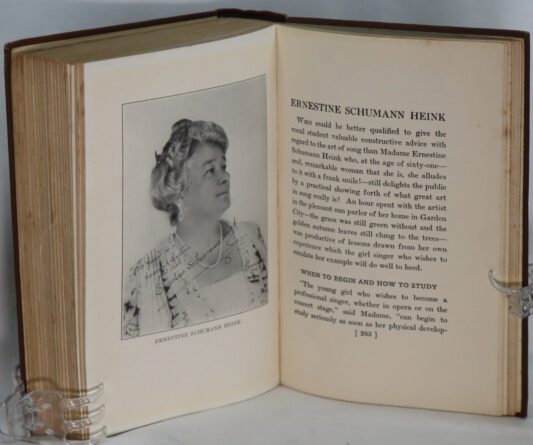 Schumann
ERNESTINE SCHUMANN HEINK
ERNESTINE SCHUMANN HEINK
WHO could be better qualified to give the
vocal student valuable constructive advice with
regard to the art of song than Madame Ernestine
Schumann Heink who, at the age of sixty-one—
and, remarkable woman that she is, she alludes
to it with a frank smile!—still delights the public
by a practical showing forth of what great art
in song really is? An hour spent with the artist
in the pleasant sun parlor of her home in Garden
City—the grass was still green without and the
golden autumn leaves still clung to the trees—
was productive of lessons drawn from her own
experience which the girl singer who wishes to
emulate her example will do well to heed.
WHEN TO BEGIN AND HOW TO STUDY
"The young girl who wishes to become a
professional singer, whether in opera or on the
concert stage," said Madame, "can begin to
study seriously as soon as her physical develop-
[ 263 ]